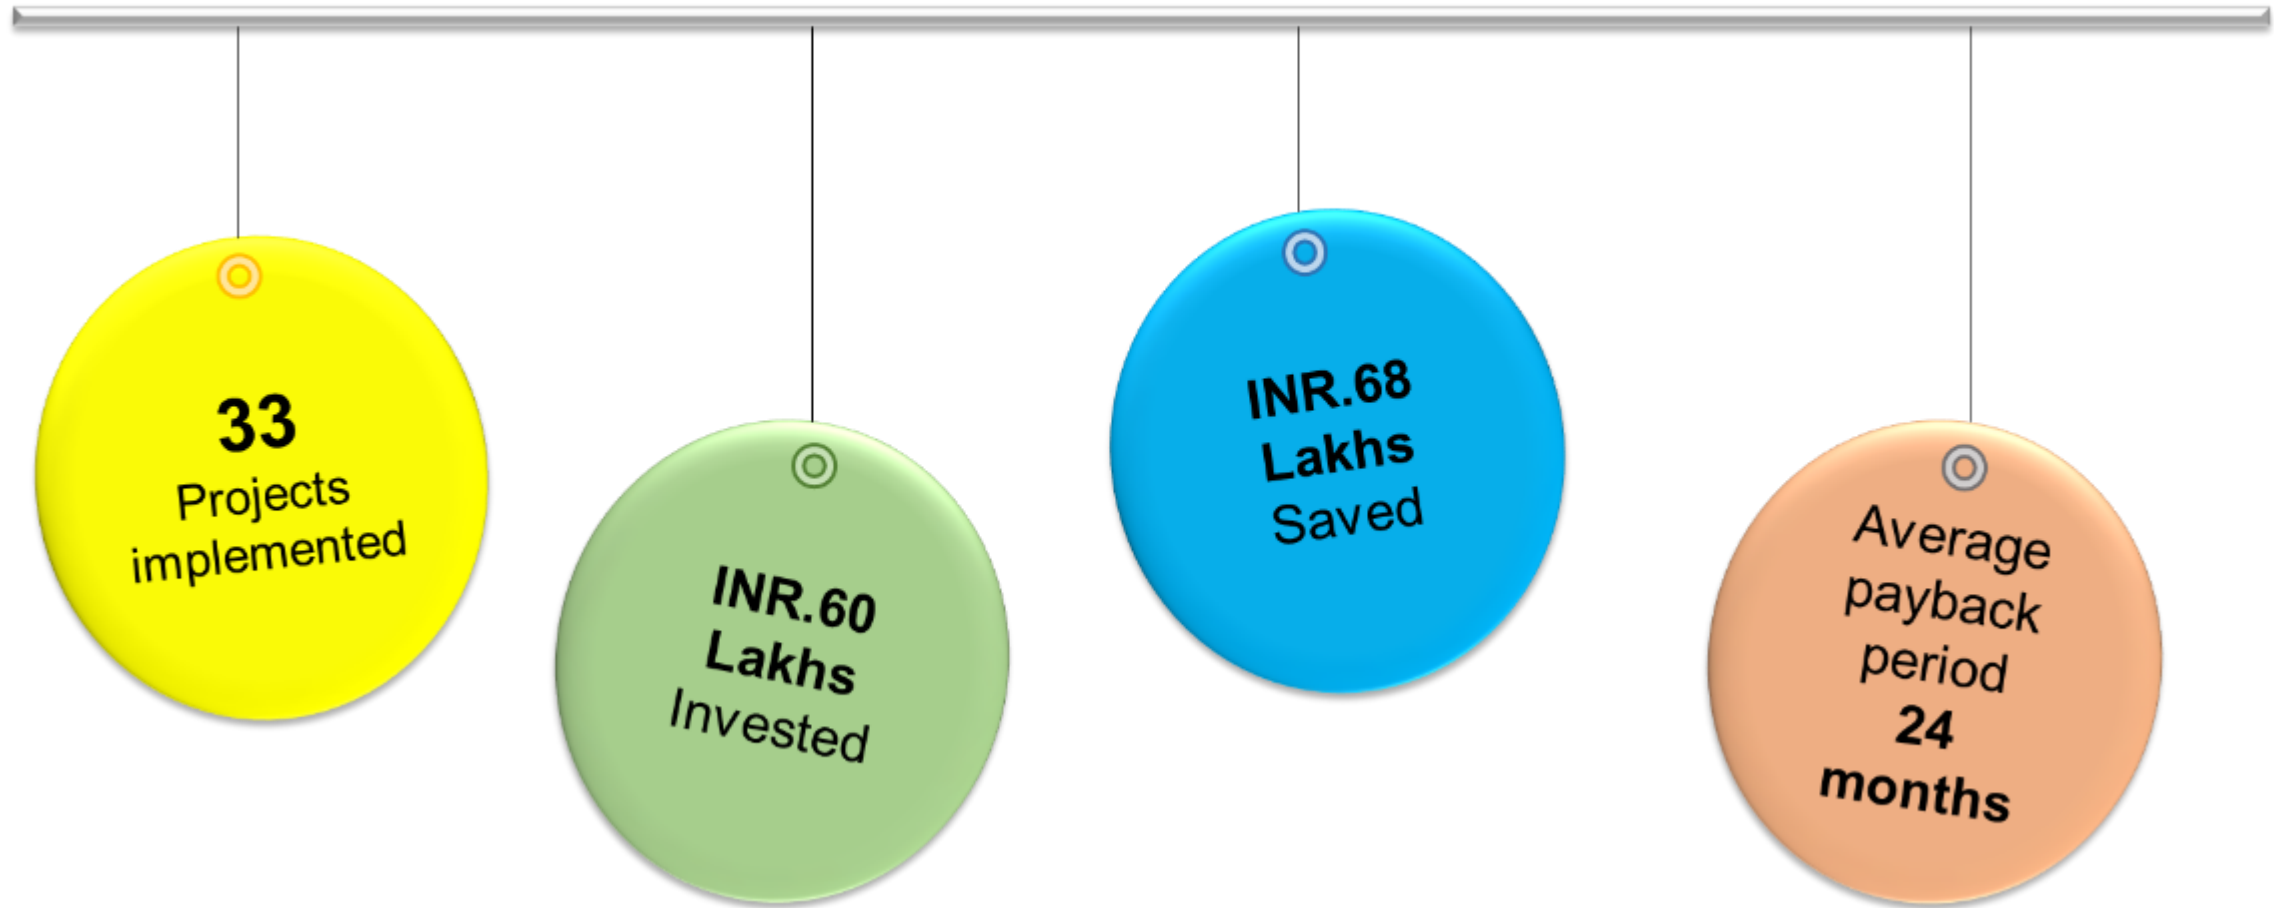 33
Projects
implemented
INR.60
Lakhs
Invested
INR.68
Lakhs
Saved
Average
payback
period
24
months